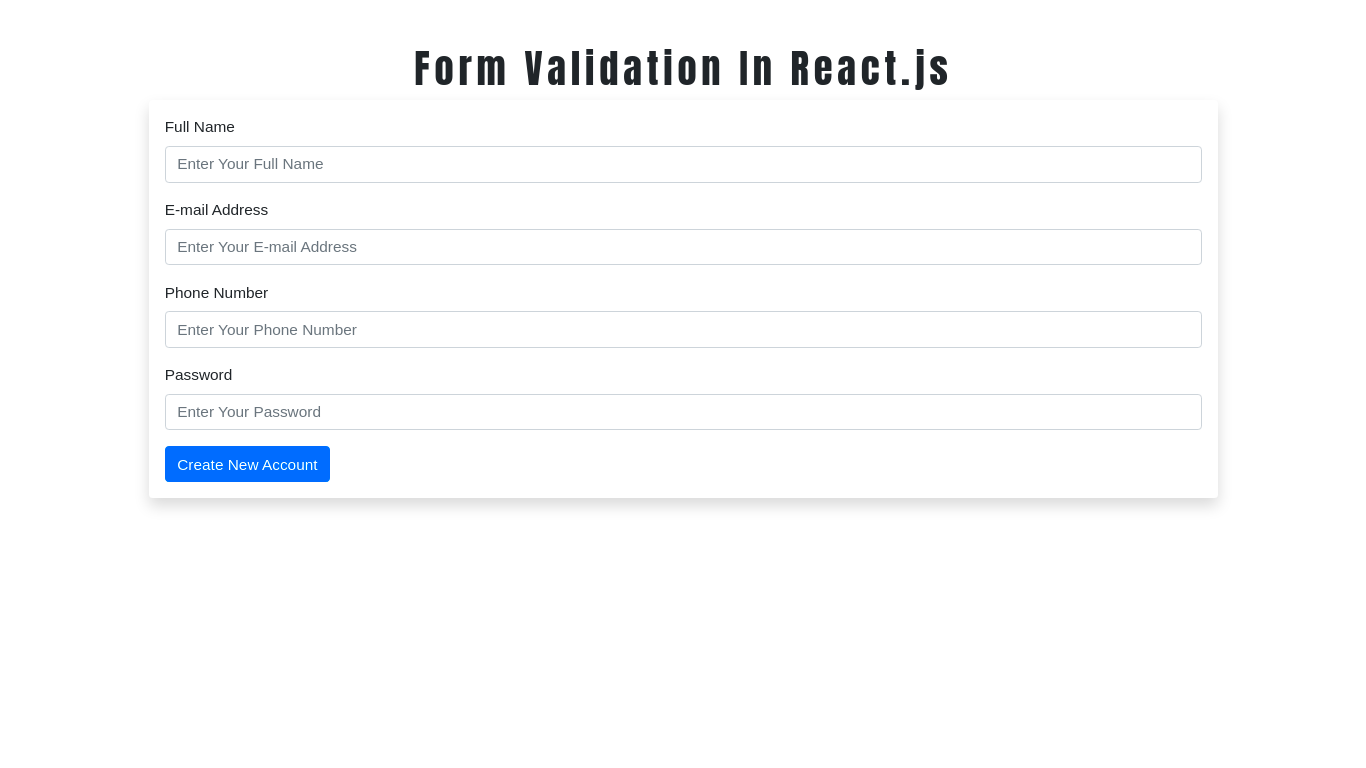 Form Validation In React.js
Full Name
Enter Your Full Name
E-mail Address
Enter Your E-mail Address
Phone Number
Enter Your Phone Number
Password
Enter Your Password
Create New Account